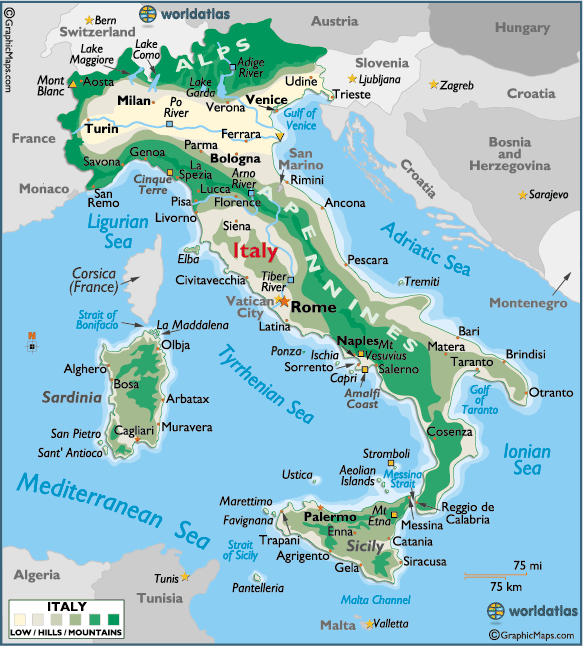 ©GraphicMaps.com
worldatlas
Bern
Switzerland
Austria
Hungary
Lake
Maggiore
Lake
Como
ALPS
Adige
River
Slovenia
Ljubljana
Zagreb
Croatia
Mont
Blanc
Aosta
Lake
Garda
Udine
Trieste
Milan
Po
River
Verona
Venice
Gulf of
Venice
Turin
Ferrara
France
Parma
Bologna
Genoa
Savona
La
Spezia
Arno
River
San
Marino
Rimini
Croatia
Bosnia
and
Herzegovina
Sarajevo
Monaco
San
Remo
Cinque
Terre
Lucca
Pisa
Florence
Livorno
APENNINES
Ancona
Ligurian
Sea
Siena
Adriatic Sea
Italy
Elba
Corsica
(France)
Civitavecchia
Tiber
River
Pescara
Tremiti
Montenegro
Vatican
City
Rome
Strait of
Bonifacio
La Maddalena
Latina
Olbja
Tyrrhenian Sea
Ponza
Ischia
Naples
Mt
Vesuvius
Bari
Matera
Brindisi
Alghero
Bosa
Sorrento
Salerno
Taranto
Capri
Amalfi
Coast
Otranto
Gulf
of
Taranto
Sardinia
Arbatax
Cagliari
Muravera
San Pietro
Sant' Antioco
Cosenza
Ionian
Sea
Stromboli
Aeolian
Islands
Messina
Strait
Ustica
Mediterranean Sea
Marettimo
Favignana
Palermo
Mt
Etna
Reggio de
Calabria
Messina
Trapani
Enna
Sicily
Catania
Agrigento
Gela
Siracusa
Strait
of Sicily
Algeria
Tunis
Tunisia
Pantelleria
Malta Channel
Malta
Valletta
75 mi
75 km
N
ITALY
LOW / HILLS / MOUNTAINS
worldatlas
©GraphicMaps.com